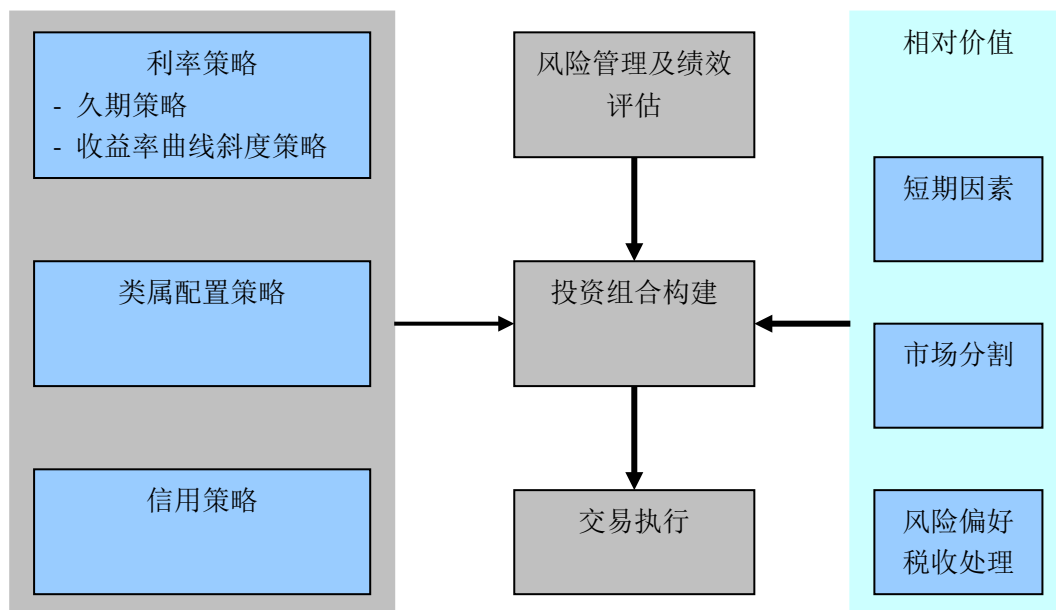 利率策略
- 久期策略
- 收益率曲线斜度策略
类属配置策略
信用策略
风险管理及绩效
评估
投资组合构建
交易执行
相对价值
短期因素
市场分割
风险偏好
税收处理